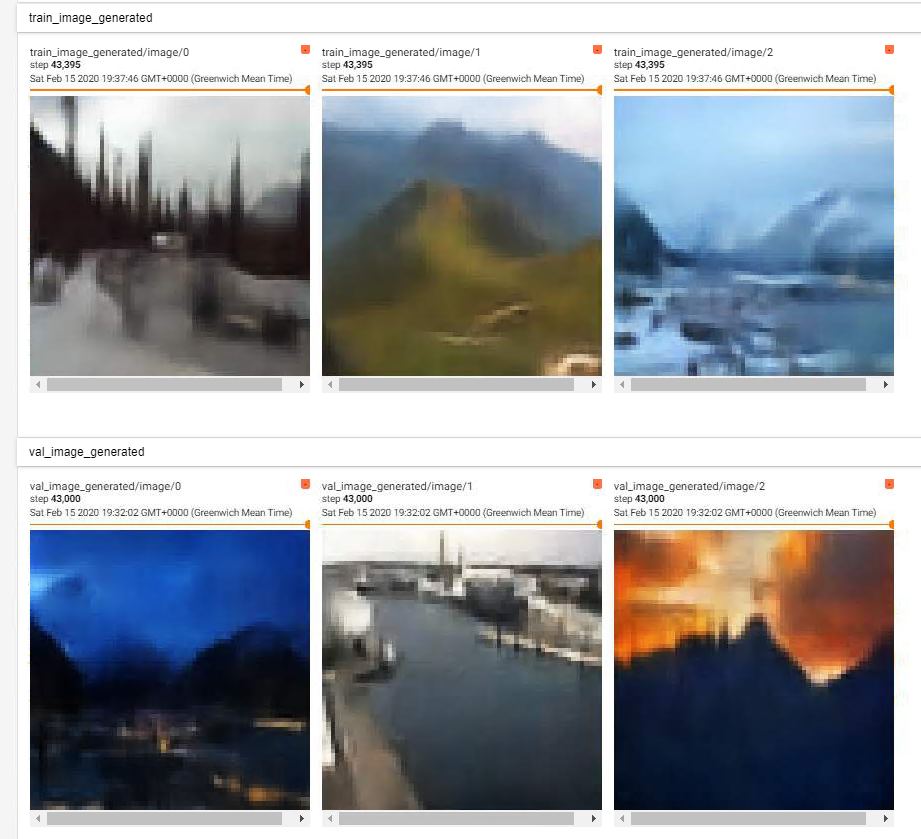 train_image_generated
train_image_generated/image/0
step 43,395
Sat Feb 15 2020 19:37:46 GMT+0000 (Greenwich Mean Time)
train_image_generated/image/1
step 43,395
Sat Feb 15 2020 19:37:46 GMT+0000 (Greenwich Mean Time)
train_image_generated/image/2
step 43,395
Sat Feb 15 2020 19:37:46 GMT+0000 (Greenwich Mean Time)
val_image_generated
val_image_generated/image/0
step 43,000
Sat Feb 15 2020 19:32:02 GMT+0000 (Greenwich Mean Time)
val_image_generated/image/1
step 43,000
Sat Feb 15 2020 19:32:02 GMT+0000 (Greenwich Mean Time)
val_image_generated/image/2
step 43,000
Sat Feb 15 2020 19:32:02 GMT+0000 (Greenwich Mean Time)